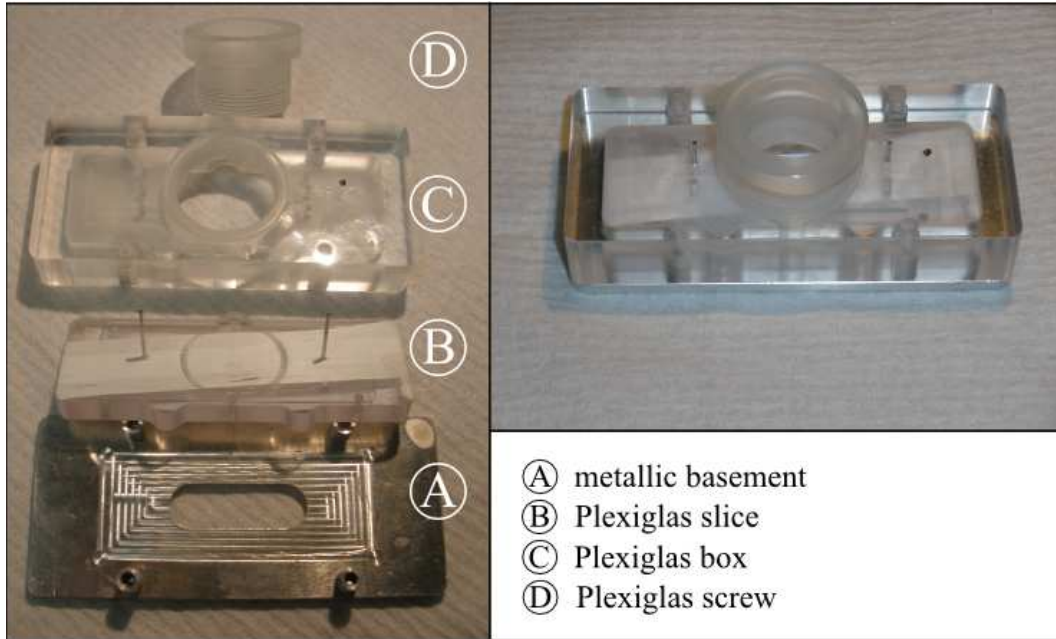 D
C
B
A
A metallic basement
B Plexiglas slice
C Plexiglas box
D Plexiglas screw